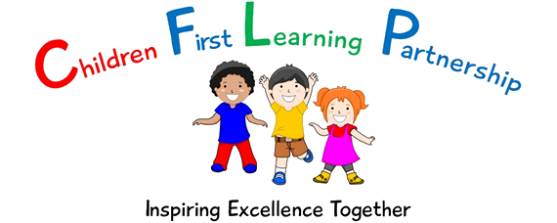 Children First Learning Partnership
Inspiring Excellence Together